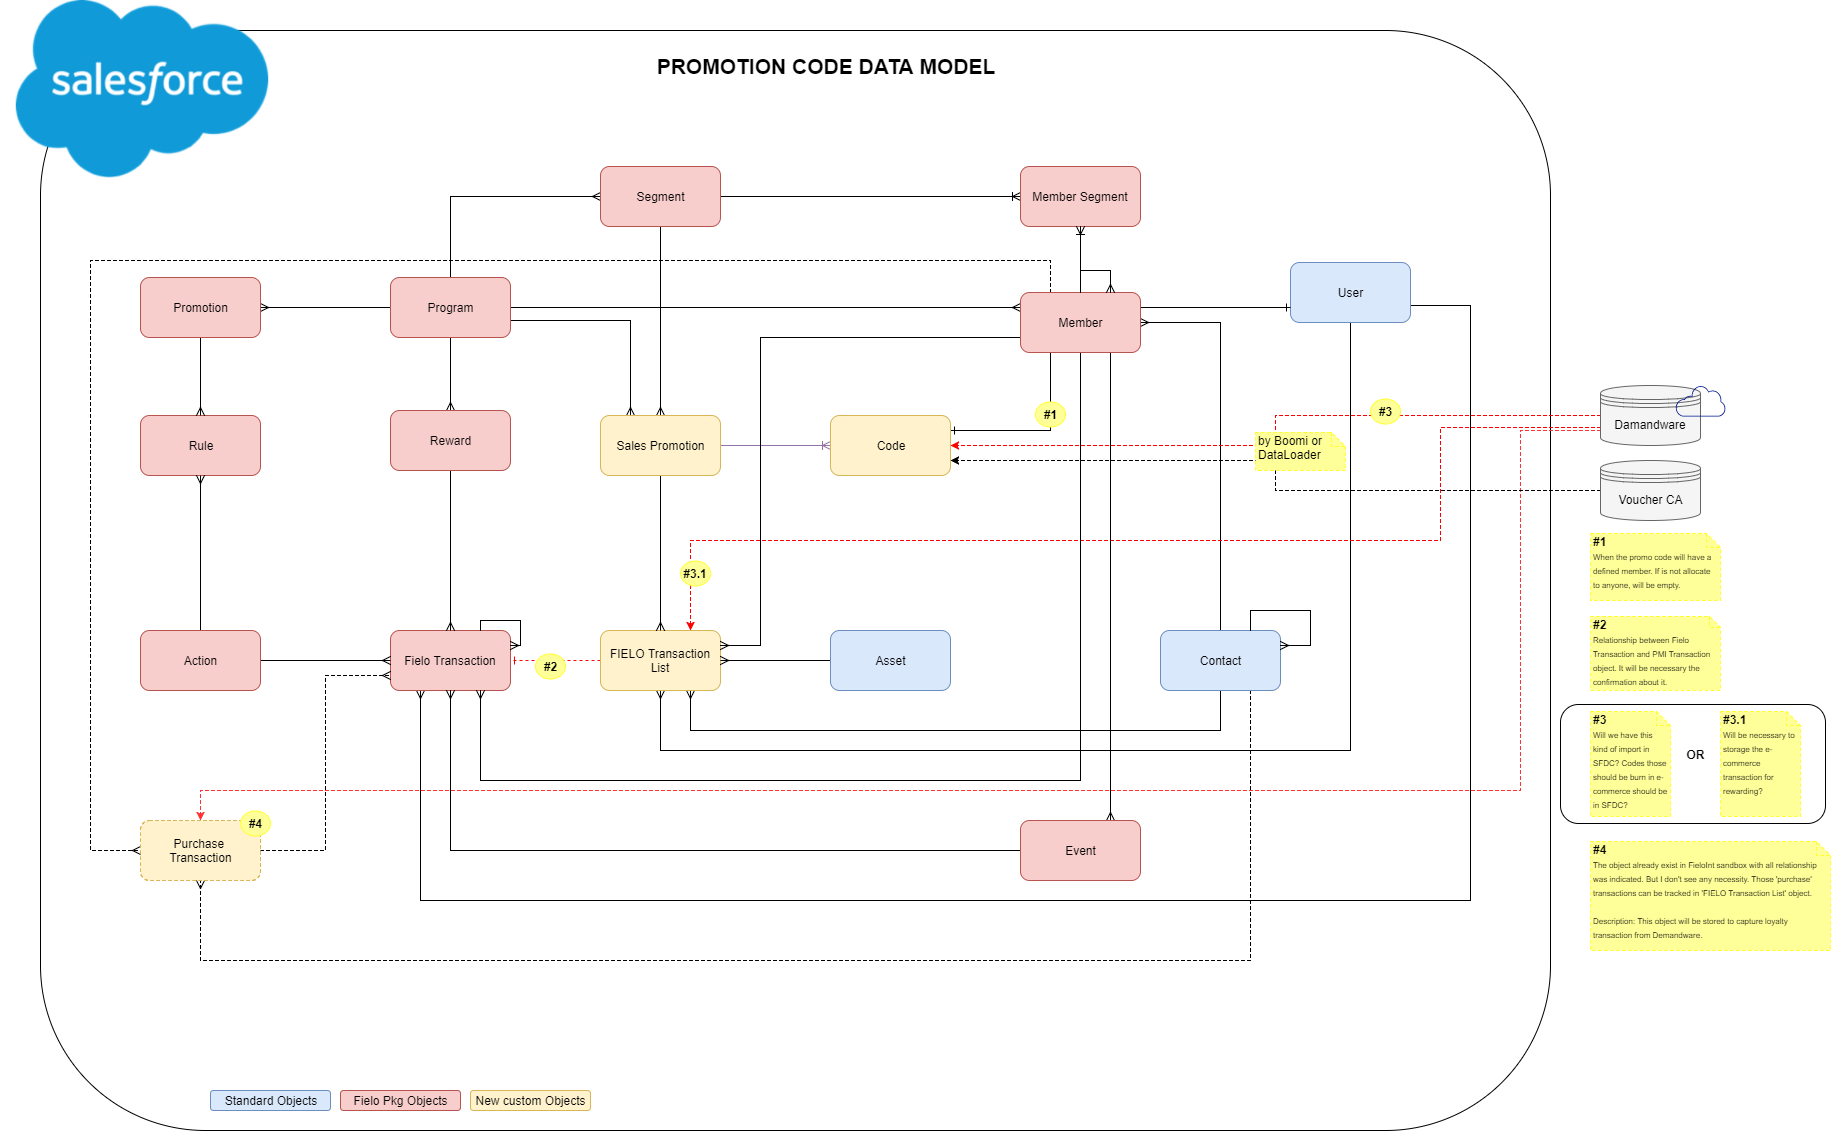 salesforce
PROMOTION CODE DATA MODEL
Segment
Member Segment
Promotion
Program
Member
User
Rule
Reward
Sales Promotion
Code
#1
#3
by Boomi or
DataLoader
Damandware
Voucher CA
#3.1
Action
Fielo Transaction
#2
FIELO Transaction
List
Asset
Contact
Purchase
Transaction
#4
Event
#1
When the promo code will have a
defined member. If is not allocate
to anyone, will be empty.
#2
Relationship between Fielo
Transaction and PMI Transaction
object. It will be necessary the
confirmation about it.
#3
Will we have this
kind of import in
SFDC? Codes those
should be burn in e-
commerce should be
in SFDC?
OR
#3.1
Will be necessary to
storage the e-
commerce
transaction for
rewarding?
#4
The object already exist in FieloInt sandbox with all relationship
was indicated. But I don't see any necessity. Those 'purchase'
transactions can be tracked in 'FIELO Transaction List' object.
Description: This object will be stored to capture loyalty
transaction from Demandware.
Standard Objects
Fielo Pkg Objects
New custom Objects